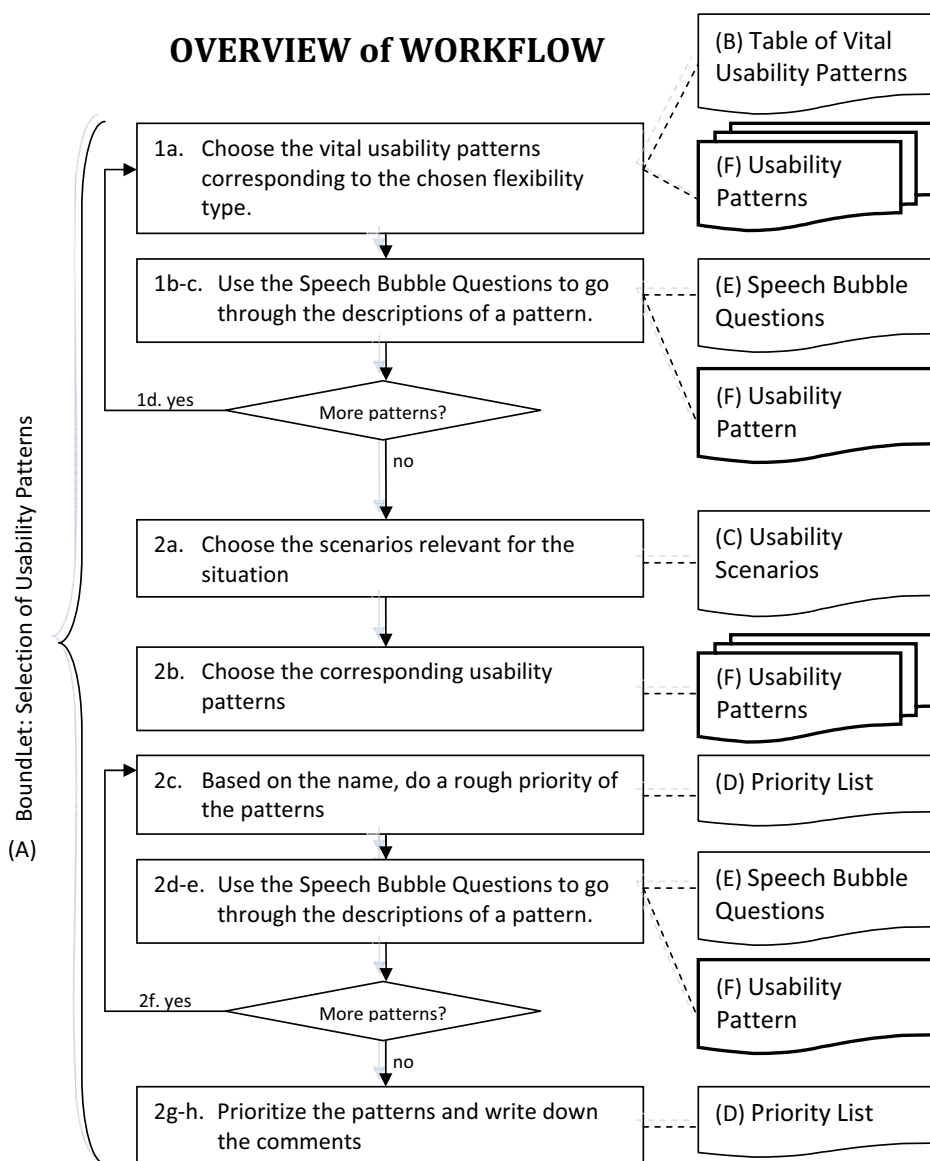 OVERVIEW of WORKFLOW
(B) Table of Vital
Usability Patterns
1a. Choose the vital usability patterns
corresponding to the chosen flexibility
type.
(F) Usability
Patterns
1b-c. Use the Speech Bubble Questions to go
through the descriptions of a pattern.
(E) Speech Bubble
Questions
1d. yes
More patterns?
(F) Usability
Pattern
no
2a. Choose the scenarios relevant for the
situation
(C) Usability
Scenarios
2b. Choose the corresponding usability
patterns
(F) Usability
Patterns
(A) BoundLet: Selection of Usability Patterns
2c. Based on the name, do a rough priority of
the patterns
(D) Priority List
2d-e. Use the Speech Bubble Questions to go
through the descriptions of a pattern.
(E) Speech Bubble
Questions
2f. yes
More patterns?
(F) Usability
Pattern
no
2g-h. Prioritize the patterns and write down
the comments
(D) Priority List